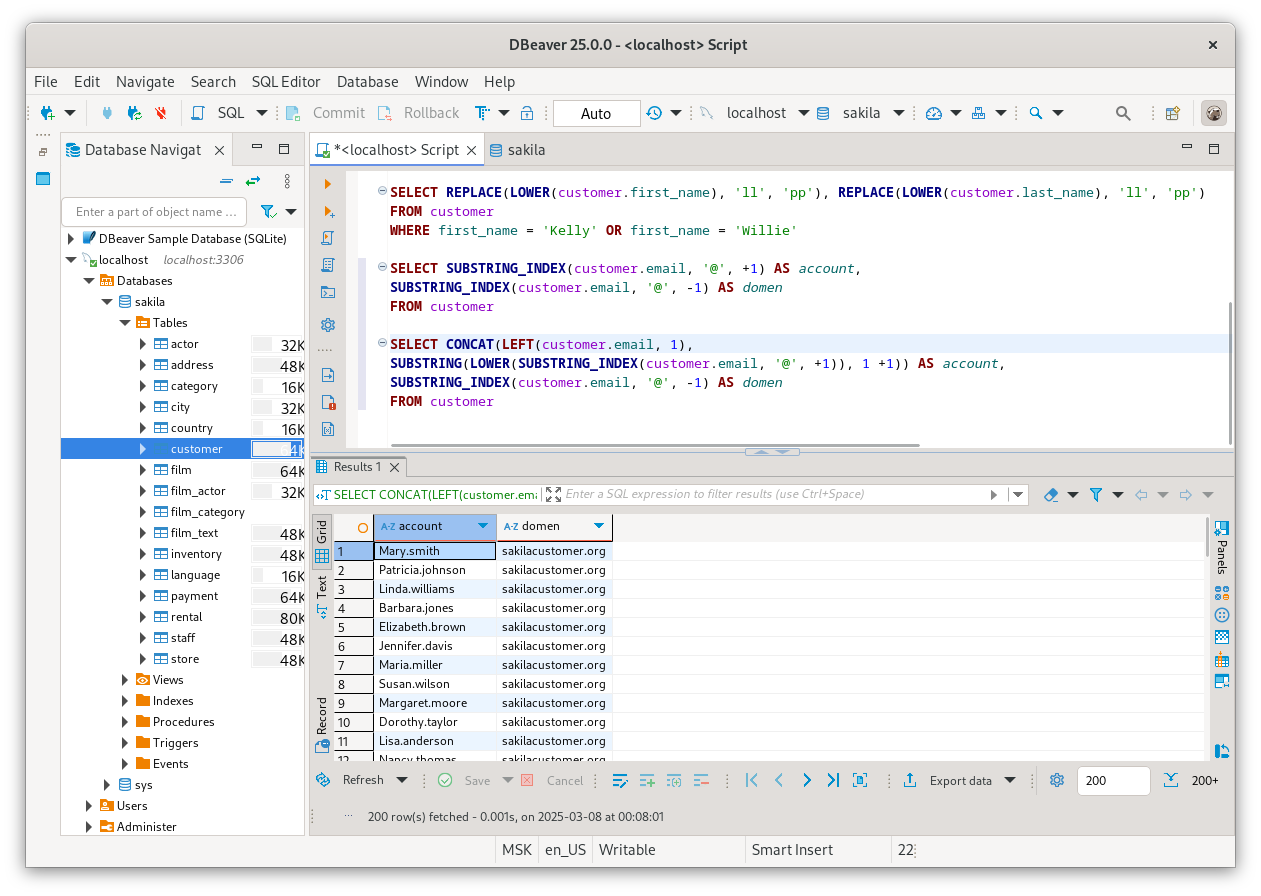 DBeaver 25.0.0 - <localhost> Script
File Edit Navigate Search SQL Editor Database Window Help
SQL Commit Rollback Auto localhost sakila
Database Navigat
*<localhost> Script sakila
Enter a part of object name ...
DBeaver Sample Database (SQLite)
localhost localhost:3306
Databases
sakila
Tables
actor 32K
address 48K
category 16K
city 32K
country 16K
customer 64K
film 64K
film_actor 32K
film_category
film_text 48K
inventory 48K
language 16K
payment 64K
rental 80K
staff 48K
store 48K
Views
Indexes
Procedures
Triggers
Events
sys
Users
Administer
SELECT REPLACE(LOWER(customer.first_name), 'll', 'pp'), REPLACE(LOWER(customer.last_name), 'll', 'pp')
FROM customer
WHERE first_name = 'Kelly' OR first_name = 'Willie'
SELECT SUBSTRING_INDEX(customer.email, '@', +1) AS account,
SUBSTRING_INDEX(customer.email, '@', -1) AS domen
FROM customer
SELECT CONCAT(LEFT(customer.email, 1),
SUBSTRING(LOWER(SUBSTRING_INDEX(customer.email, '@', +1)), 1 +1)) AS account,
SUBSTRING_INDEX(customer.email, '@', -1) AS domen
FROM customer
Results 1
SELECT CONCAT(LEFT(customer.ema Enter a SQL expression to filter results (use Ctrl+Space)
Grid
Text
Record
A-Z account A-Z domen
1 Mary.smith sakilacustomer.org
2 Patricia.johnson sakilacustomer.org
3 Linda.williams sakilacustomer.org
4 Barbara.jones sakilacustomer.org
5 Elizabeth.brown sakilacustomer.org
6 Jennifer.davis sakilacustomer.org
7 Maria.miller sakilacustomer.org
8 Susan.wilson sakilacustomer.org
9 Margaret.moore sakilacustomer.org
10 Dorothy.taylor sakilacustomer.org
11 Lisa.anderson sakilacustomer.org
12 Nancy.thomas sakilacustomer.org
Panels
Refresh Save Cancel Export data 200 200+
200 row(s) fetched - 0.001s, on 2025-03-08 at 00:08:01
MSK en_US Writable Smart Insert 22